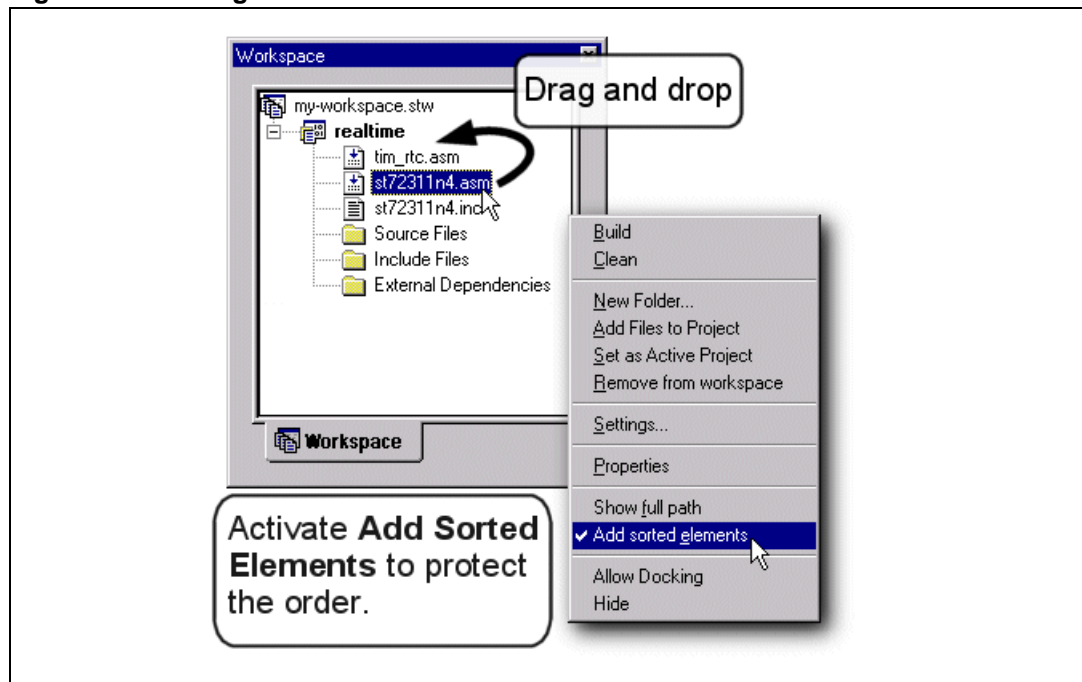 Workspace
Drag and drop
my-workspace.stw
realtime
tim_rtc.asm
st72311n4.asm
st72311n4.inc
Source Files
Include Files
External Dependencies
Workspace
Build
Clean
New Folder...
Add Files to Project
Set as Active Project
Remove from workspace
Settings...
Properties
Show full path
Add sorted elements
Allow Docking
Hide
Activate Add Sorted
Elements to protect
the order.